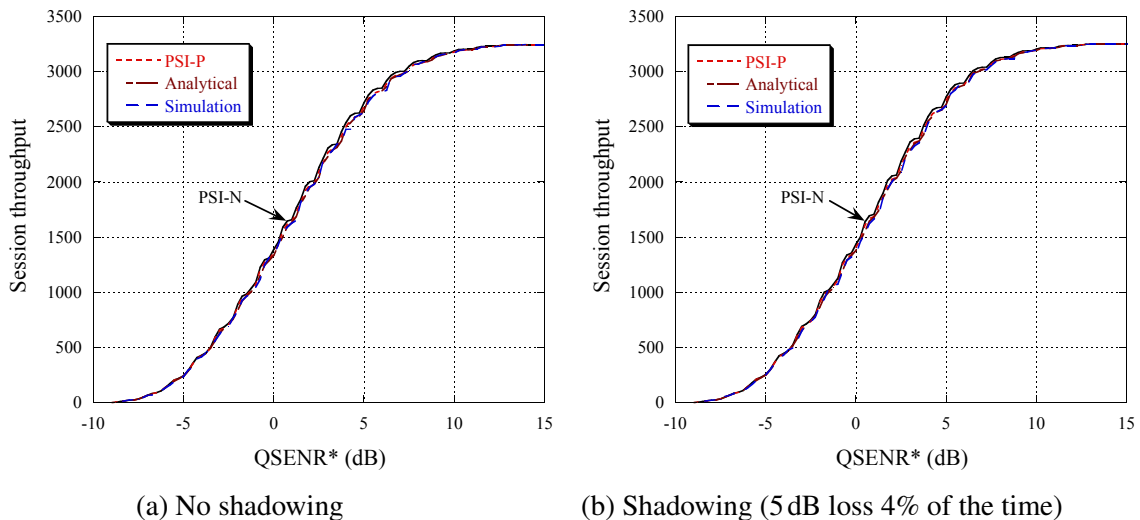 3500
3000
2500
2000
1500
1000
500
0
Session throughput
PSI-P
Analytical
Simulation
PSI-N
-10 -5 0 5 10 15
QSENR* (dB)
(a) No shadowing
3500
3000
2500
2000
1500
1000
500
0
Session throughput
PSI-P
Analytical
Simulation
PSI-N
-10 -5 0 5 10 15
QSENR* (dB)
(b) Shadowing (5 dB loss 4% of the time)